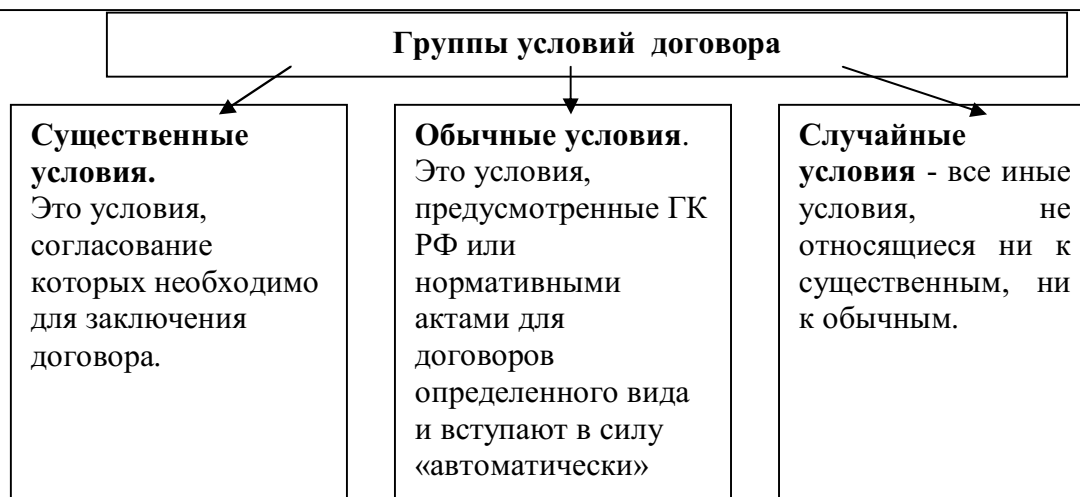 Группы условий договора
Существенные
условия.
Это условия,
согласование
которых необходимо
для заключения
договора.
Обычные условия.
Это условия,
предусмотренные ГК
РФ или
нормативными
актами для
договоров
определенного вида
и вступают в силу
«автоматически»
Случайные
условия - все иные
условия, не
относящиеся ни к
существенным, ни
к обычным.